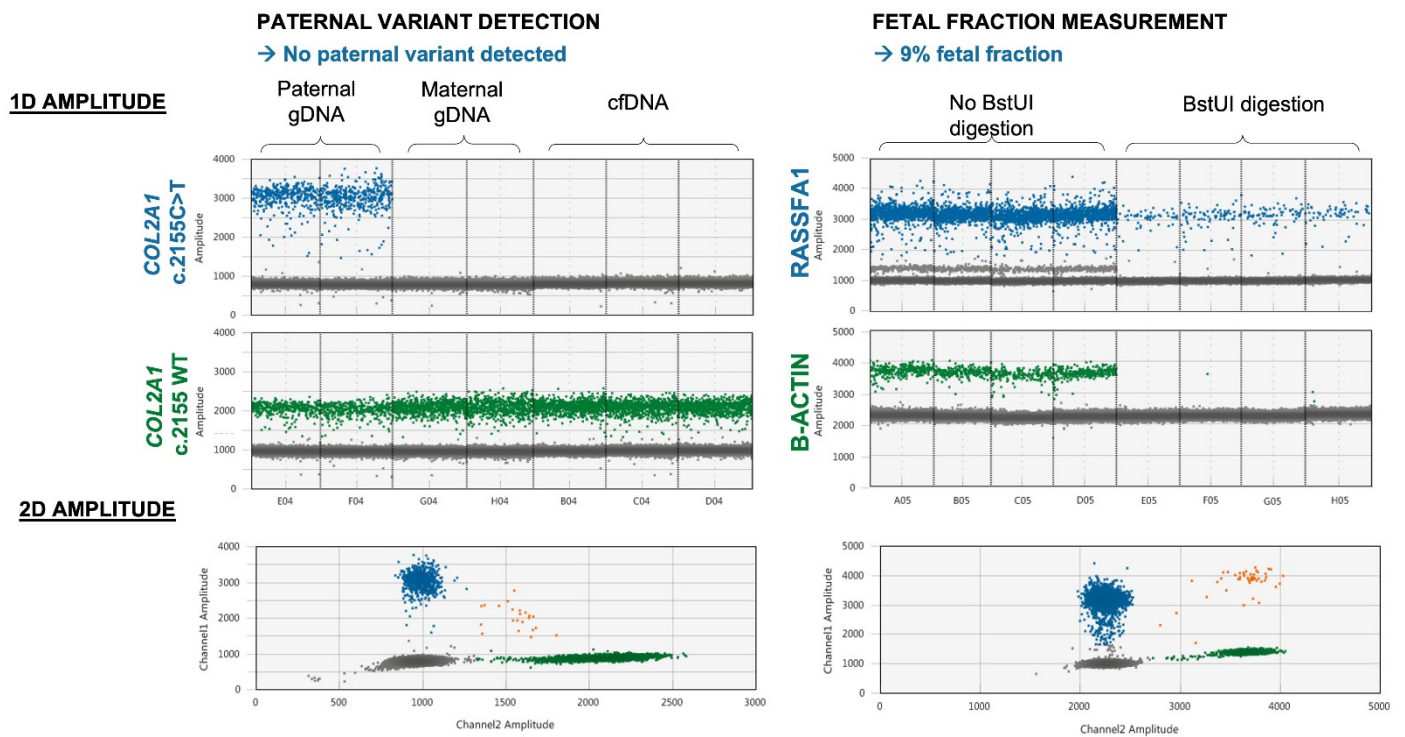 PATERNAL VARIANT DETECTION
→ No paternal variant detected
FETAL FRACTION MEASUREMENT
→ 9% fetal fraction
1D AMPLITUDE
Paternal
gDNA
Maternal
gDNA
cfDNA
No BstUI
digestion
BstUI digestion
COL2A1
c.2155C>T
Amplitude
4000
3000
2000
1000
0
RASSFA1
Amplitude
5000
4000
3000
2000
1000
0
COL2A1
c.2155 WT
Amplitude
4000
3000
2000
1000
0
E04 F04 G04 H04 B04 C04 D04
B-ACTIN
Amplitude
5000
4000
3000
2000
1000
0
A05 B05 C05 D05 E05 F05 G05 H05
2D AMPLITUDE
Channel1 Amplitude
4000
3000
2000
1000
0
0 500 1000 1500 2000 2500 3000
Channel2 Amplitude
Channel1 Amplitude
5000
4000
3000
2000
1000
0
0 1000 2000 3000 4000 5000
Channel2 Amplitude